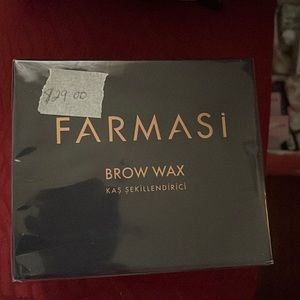 $29.00
FARMASi
BROW WAX
KAŞ ŞEKİLLENDİRİCİ